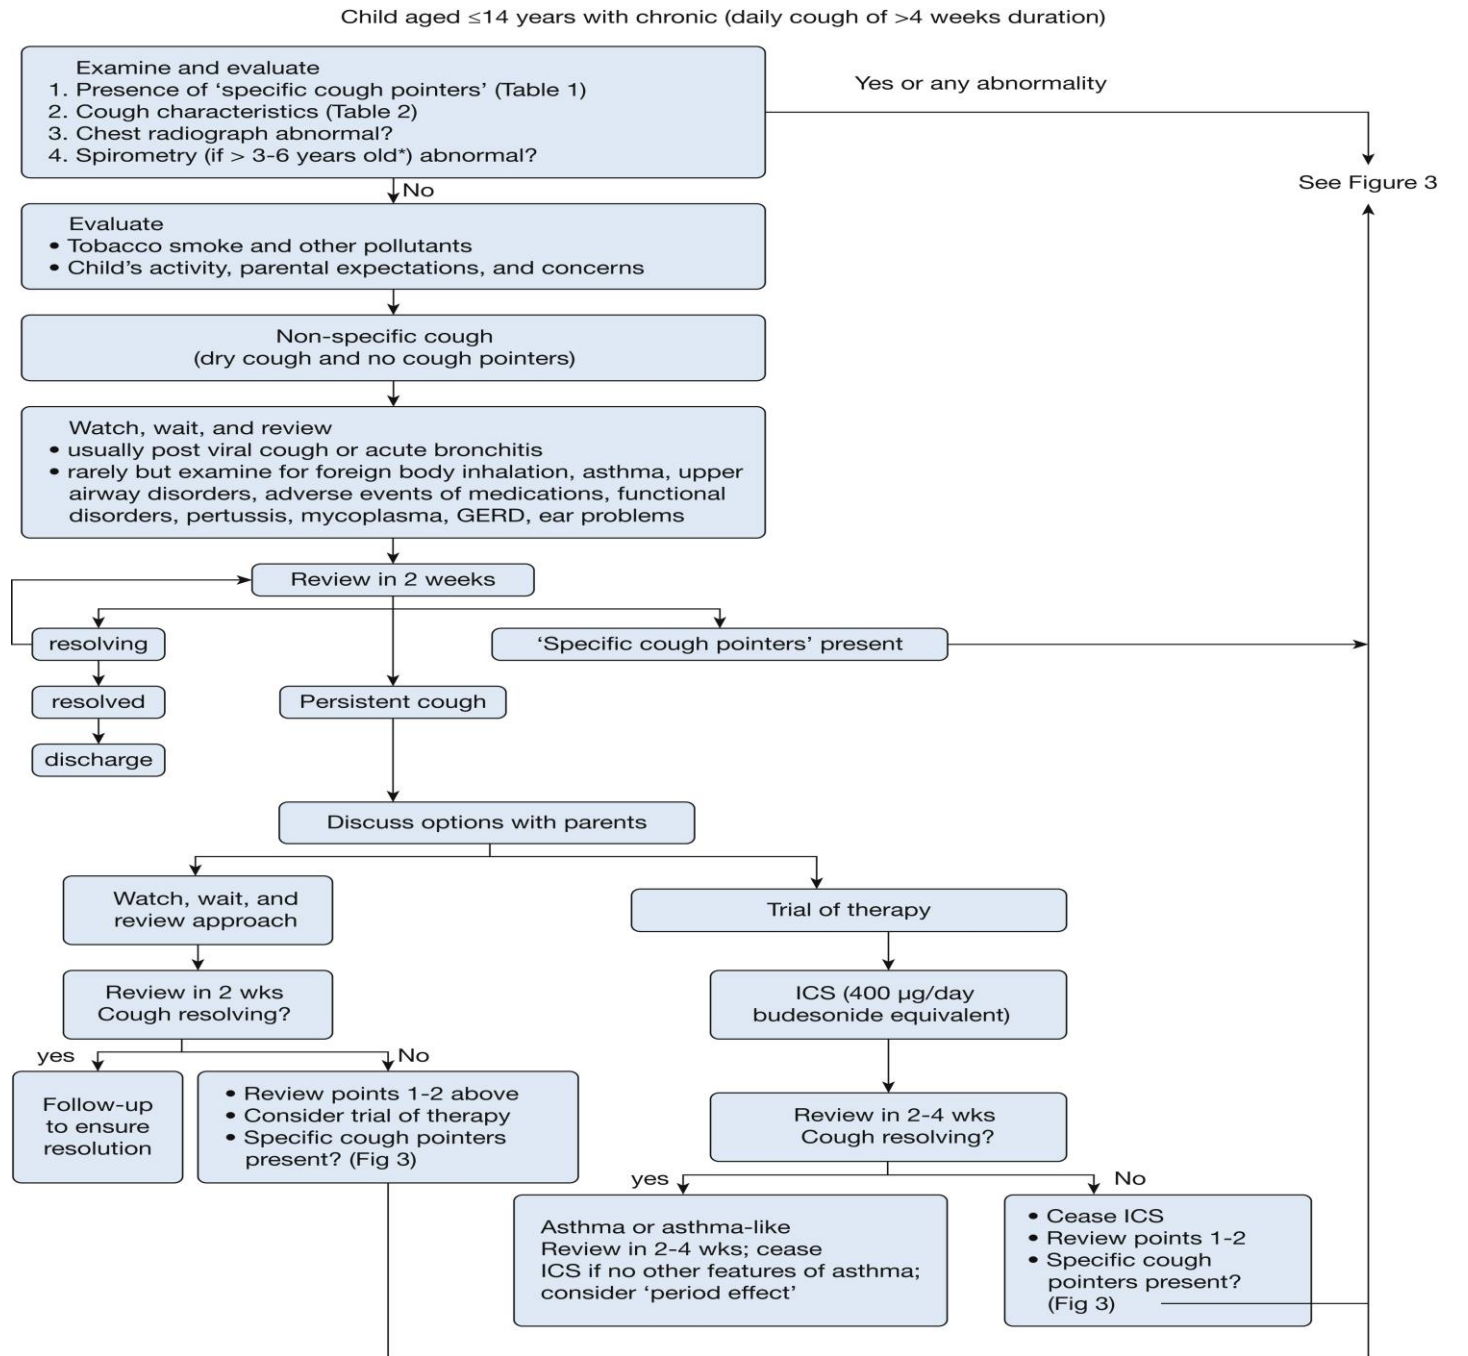 Child aged ≤14 years with chronic (daily cough of >4 weeks duration)
Examine and evaluate
1. Presence of ‘specific cough pointers’ (Table 1)
2. Cough characteristics (Table 2)
3. Chest radiograph abnormal?
4. Spirometry (if > 3-6 years old*) abnormal?
Yes or any abnormality
See Figure 3
No
Evaluate
• Tobacco smoke and other pollutants
• Child’s activity, parental expectations, and concerns
Non-specific cough
(dry cough and no cough pointers)
Watch, wait, and review
• usually post viral cough or acute bronchitis
• rarely but examine for foreign body inhalation, asthma, upper
airway disorders, adverse events of medications, functional
disorders, pertussis, mycoplasma, GERD, ear problems
Review in 2 weeks
resolving
‘Specific cough pointers’ present
resolved
Persistent cough
discharge
Discuss options with parents
Watch, wait, and
review approach
Trial of therapy
Review in 2 wks
Cough resolving?
ICS (400 µg/day
budesonide equivalent)
yes
No
Follow-up
to ensure
resolution
• Review points 1-2 above
• Consider trial of therapy
• Specific cough pointers
present? (Fig 3)
Review in 2-4 wks
Cough resolving?
yes
No
Asthma or asthma-like
Review in 2-4 wks; cease
ICS if no other features of asthma;
consider ‘period effect’
• Cease ICS
• Review points 1-2
• Specific cough
pointers present?
(Fig 3)